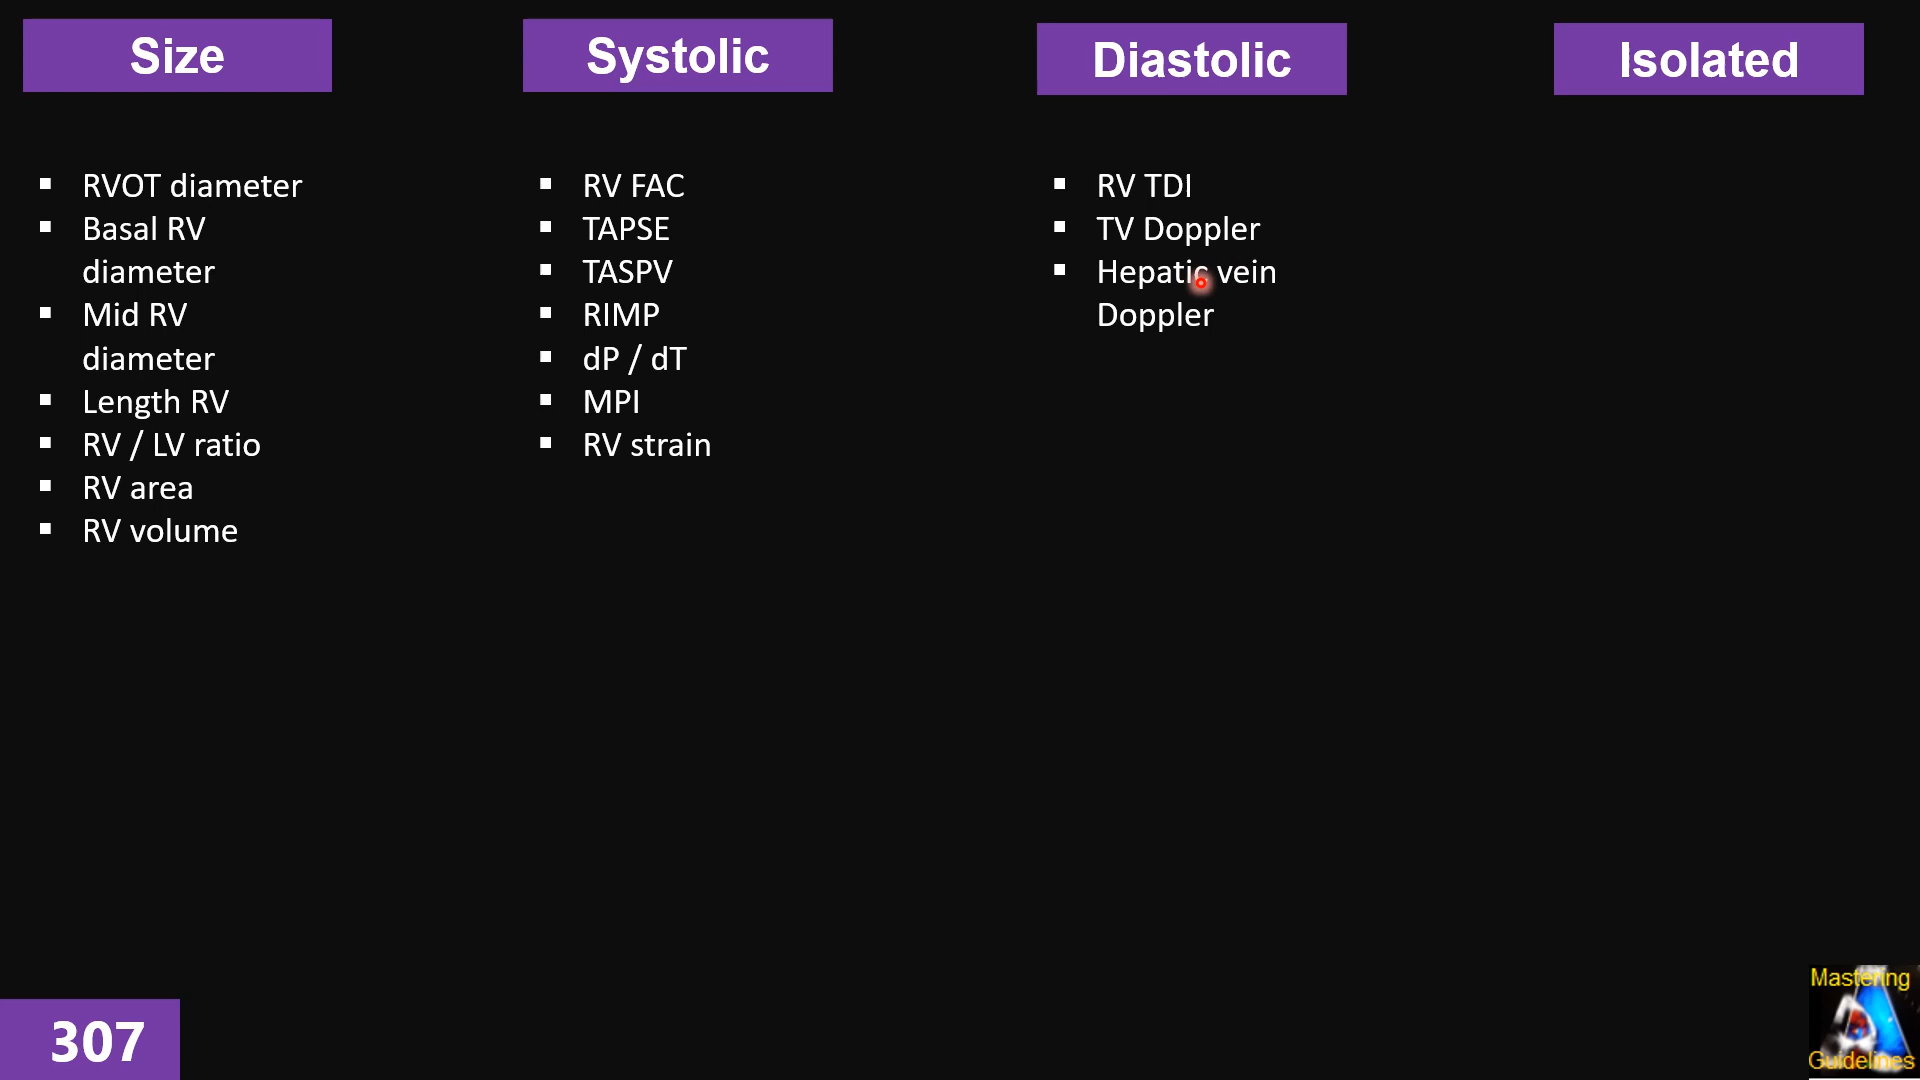 Size
Systolic
Diastolic
Isolated
RVOT diameter
Basal RV
diameter
Mid RV
diameter
Length RV
RV / LV ratio
RV area
RV volume
RV FAC
TAPSE
TASPV
RIMP
dP / dT
MPI
RV strain
RV TDI
TV Doppler
Hepatic vein
Doppler
307
Mastering
Guidelines